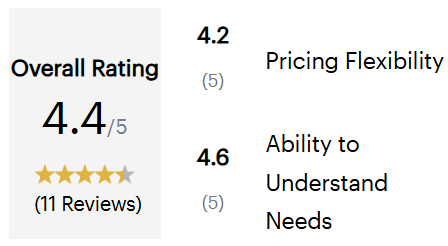 Overall Rating
4.4/5
(11 Reviews)
4.2
(5)
Pricing Flexibility
4.6
(5)
Ability to
Understand
Needs